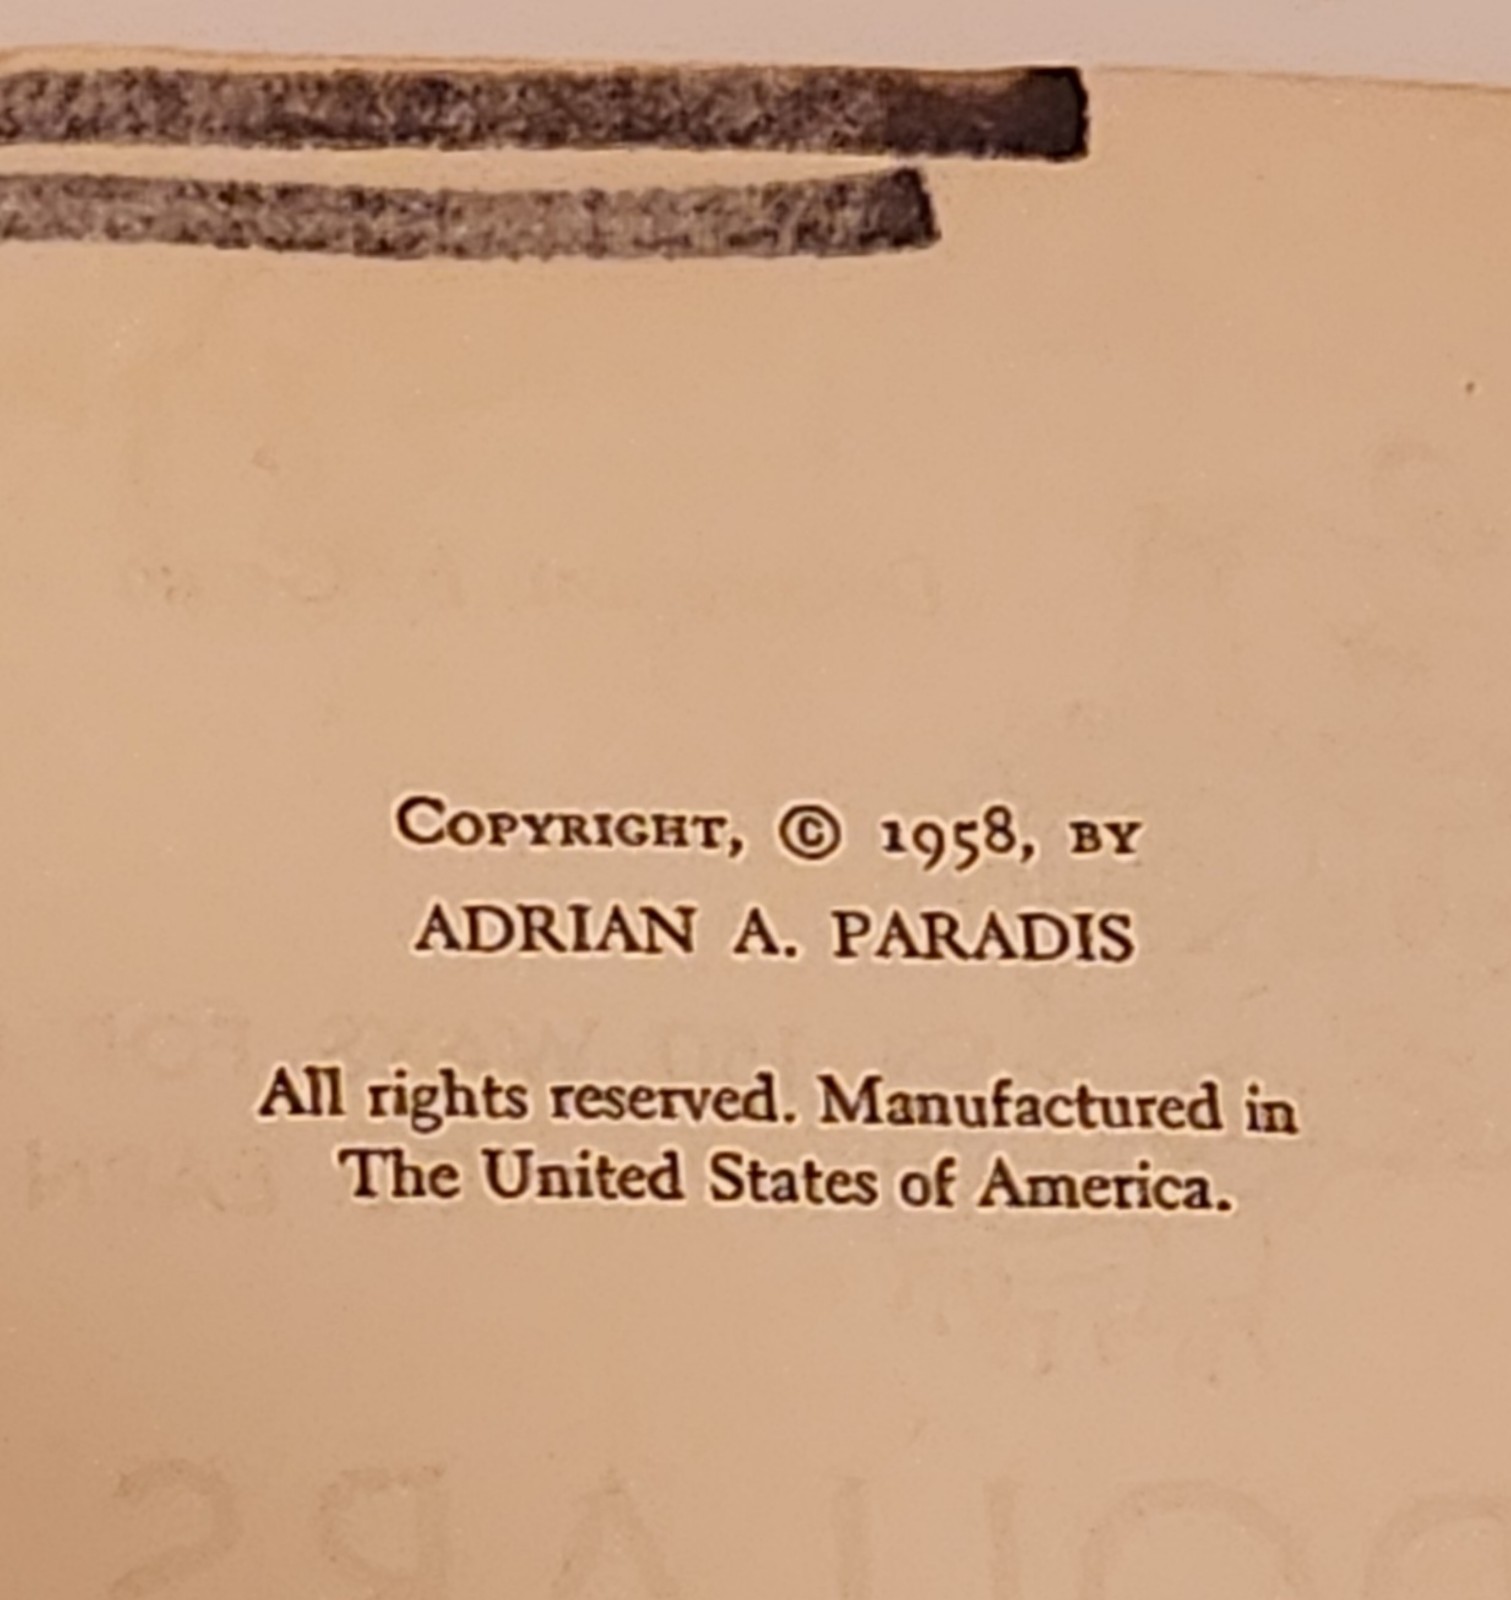 Copyright, © 1958, by
ADRIAN A. PARADIS
All rights reserved. Manufactured in
The United States of America.